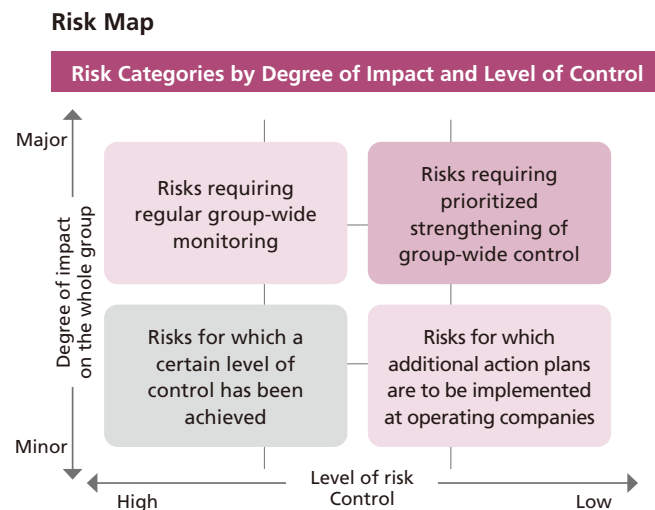 Risk Map
Risk Categories by Degree of Impact and Level of Control
Major
Degree of impact
on the whole group
Minor
Risks requiring
regular group-wide
monitoring
Risks requiring
prioritized
strengthening of
group-wide control
Risks for which a
certain level of
control has been
achieved
Risks for which
additional action plans
are to be implemented
at operating companies
High
Level of risk
Control
Low